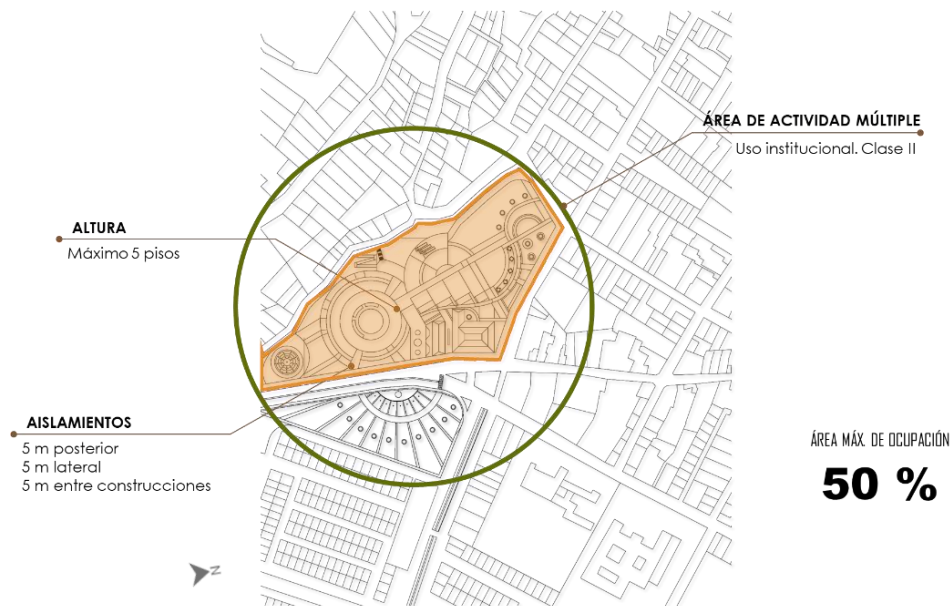 ÁREA DE ACTIVIDAD MÚLTIPLE
Uso institucional. Clase II
ALTURA
Máximo 5 pisos
AISLAMIENTOS
5 m posterior
5 m lateral
5 m entre construcciones
ÁREA MÁX. DE OCUPACIÓN
50 %
N